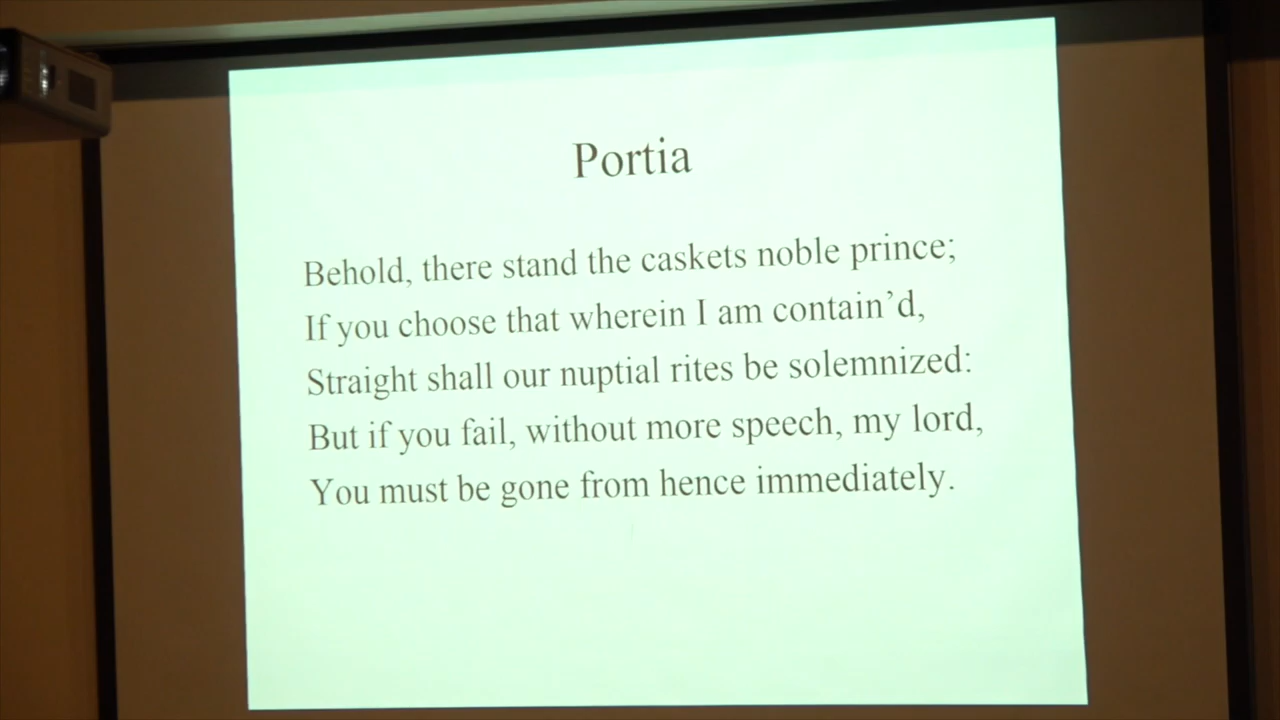 Portia
Behold, there stand the caskets noble prince;
If you choose that wherein I am contain’d,
Straight shall our nuptial rites be solemnized:
But if you fail, without more speech, my lord,
You must be gone from hence immediately.